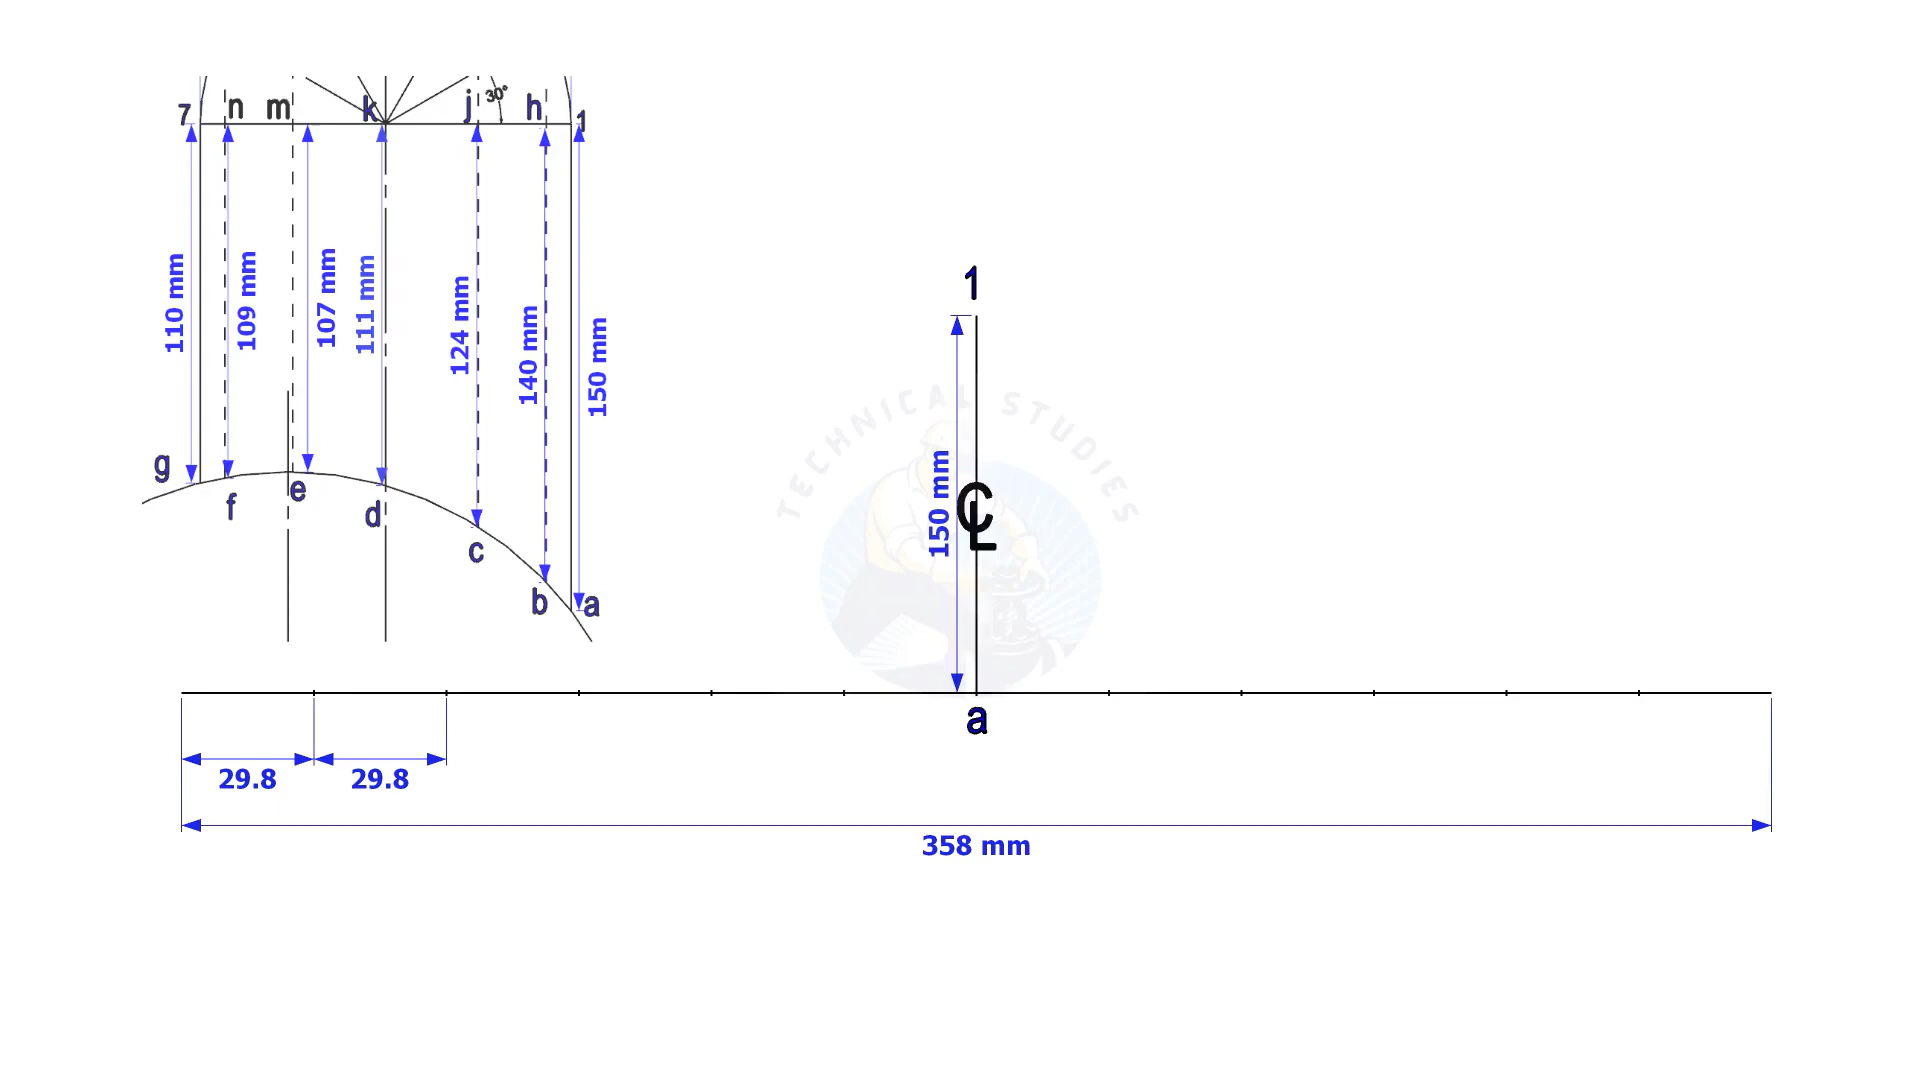 7 n m k j 30° h 1
110 mm
109 mm
107 mm
111 mm
124 mm
140 mm
150 mm
g f e d c b a
1
TECHNICAL STUDIES
150 mm
℄
a
29.8 29.8
358 mm